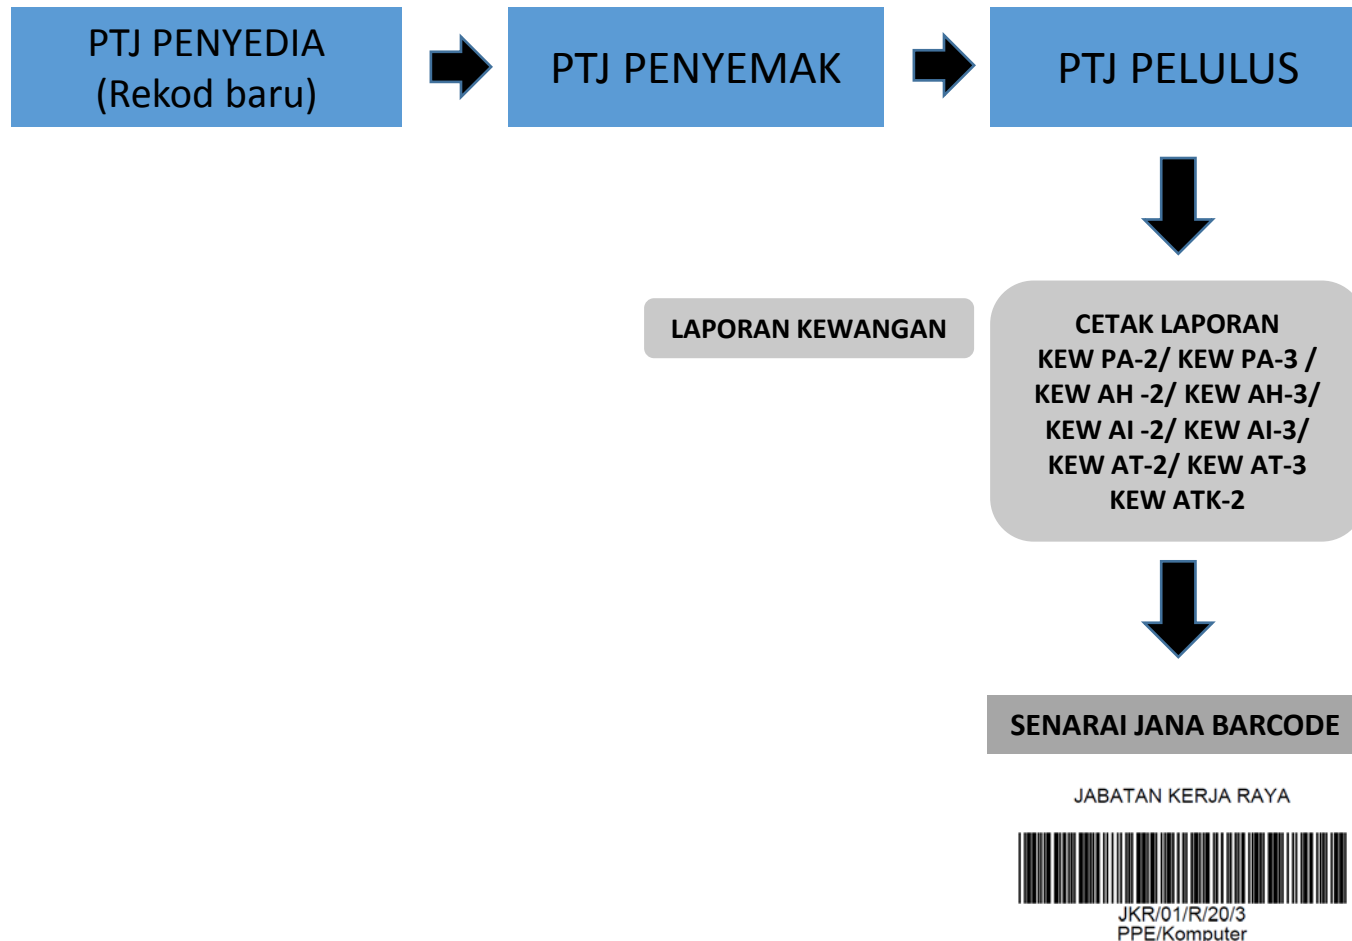 PTJ PENYEDIA
(Rekod baru)
PTJ PENYEMAK
PTJ PELULUS
LAPORAN KEWANGAN
CETAK LAPORAN
KEW PA-2/ KEW PA-3 /
KEW AH -2/ KEW AH-3/
KEW AI -2/ KEW AI-3/
KEW AT-2/ KEW AT-3
KEW ATK-2
SENARAI JANA BARCODE
JABATAN KERJA RAYA
JKR/01/R/20/3
PPE/Komputer